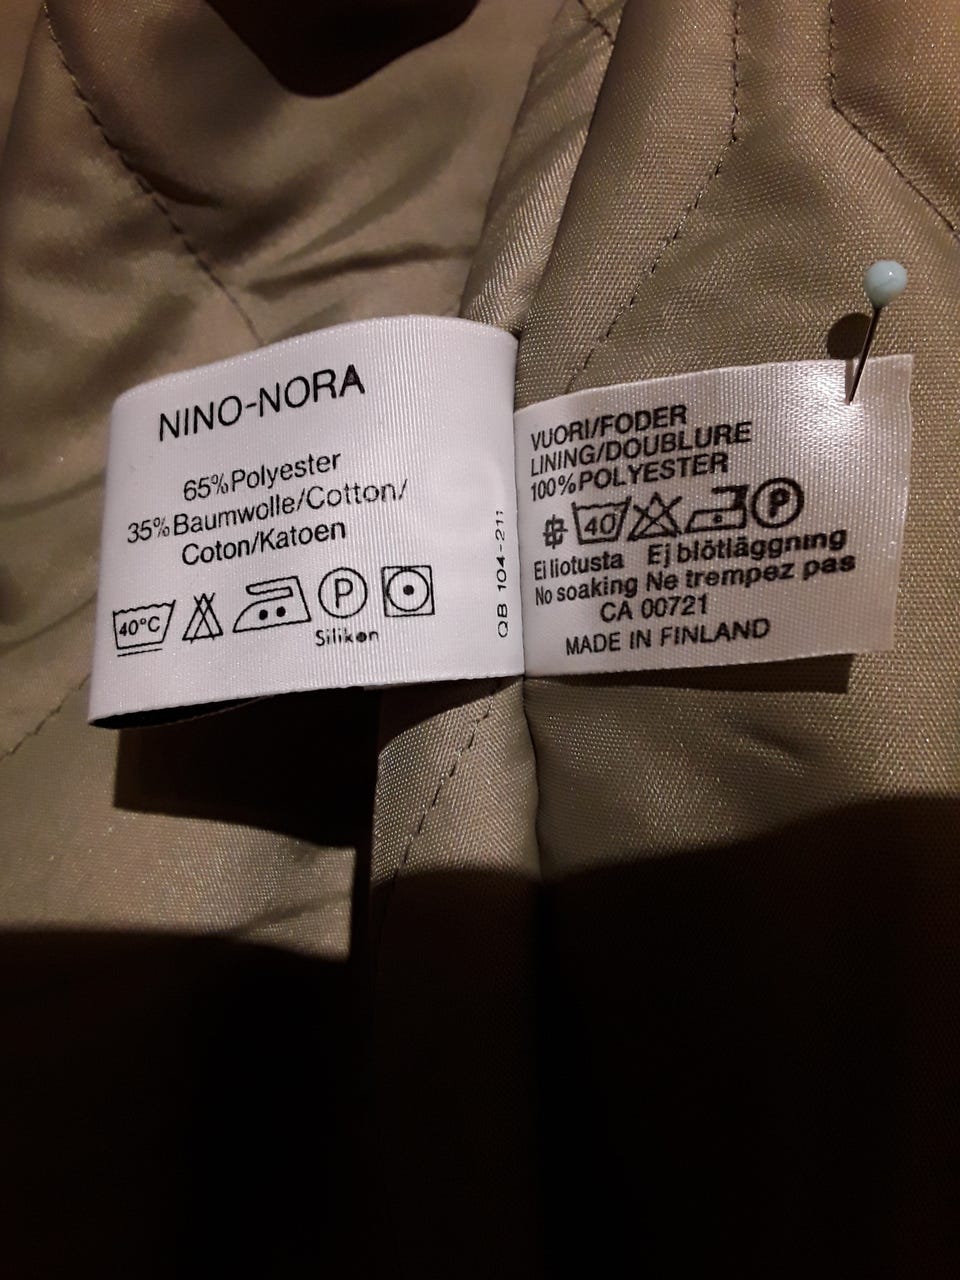 NINO-NORA
65%Polyester
35%Baumwolle/Cotton/
Coton/Katoen
40°C P
Silikon
QB 104-211
VUORI/FODER
LINING/DOUBLURE
100%POLYESTER
40 P
Ei liotusta Ej blötläggning
No soaking Ne trempez pas
CA 00721
MADE IN FINLAND